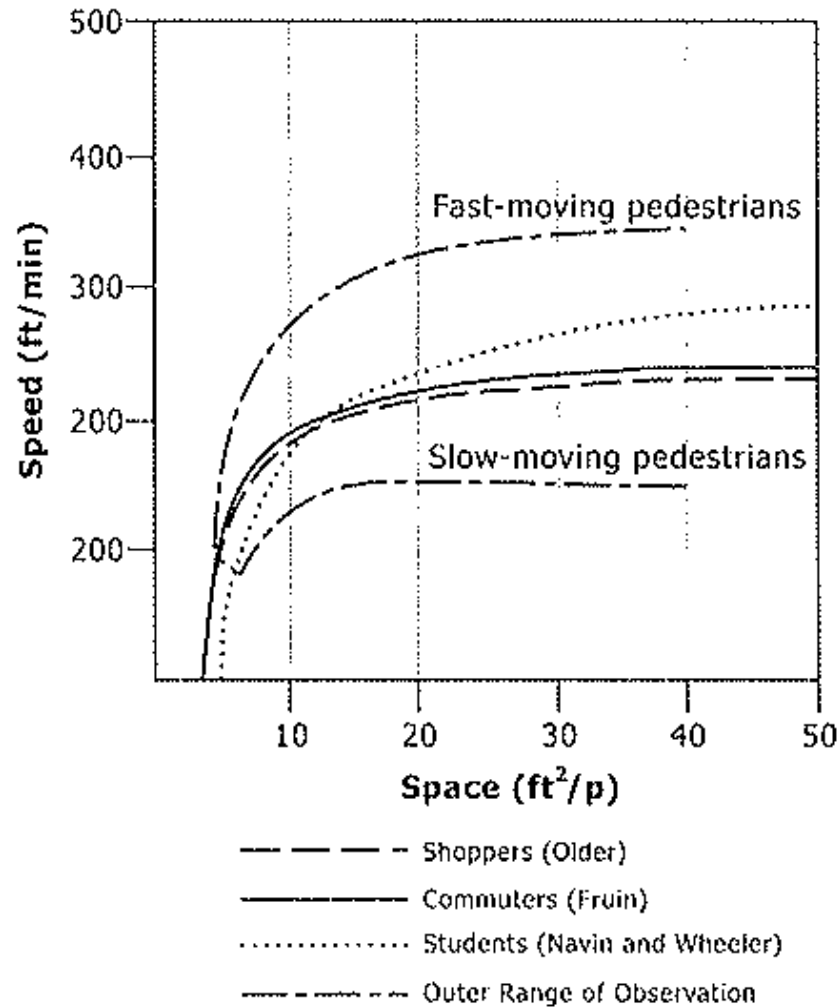 500
400
300
200
200
Speed (ft/min)
Fast-moving pedestrians
Slow-moving pedestrians
10
20
30
40
50
Space (ft²/p)
Shoppers (Older)
Commuters (Fruin)
Students (Navin and Wheeler)
Outer Range of Observation